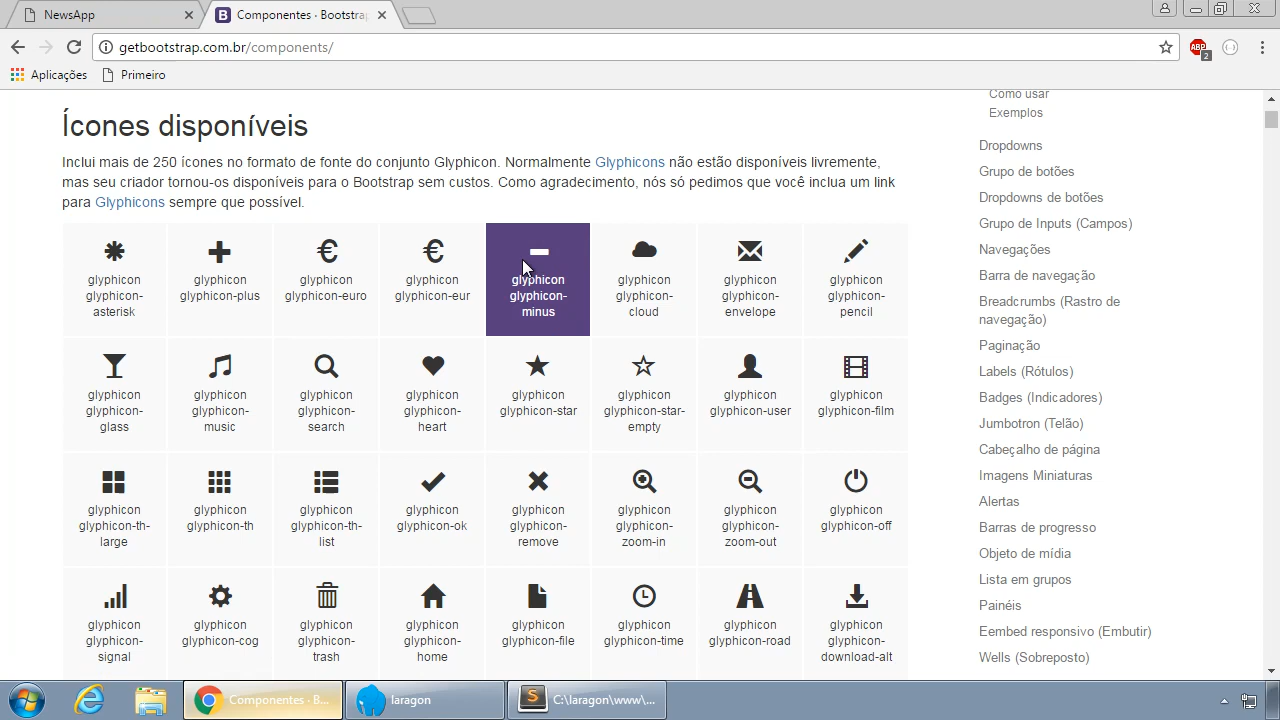 NewsApp
Componentes · Bootstrap
getbootstrap.com.br/components/
ABP
2
Aplicações
Primeiro
Ícones disponíveis
Inclui mais de 250 ícones no formato de fonte do conjunto Glyphicon. Normalmente Glyphicons não estão disponíveis livremente,
mas seu criador tornou-os disponíveis para o Bootstrap sem custos. Como agradecimento, nós só pedimos que você inclua um link
para Glyphicons sempre que possível.
glyphicon
glyphicon-
asterisk
glyphicon
glyphicon-plus
glyphicon
glyphicon-euro
glyphicon
glyphicon-eur
glyphicon
glyphicon-
minus
glyphicon
glyphicon-
cloud
glyphicon
glyphicon-
envelope
glyphicon
glyphicon-
pencil
glyphicon
glyphicon-
glass
glyphicon
glyphicon-
music
glyphicon
glyphicon-
search
glyphicon
glyphicon-
heart
glyphicon
glyphicon-star
glyphicon
glyphicon-star-
empty
glyphicon
glyphicon-user
glyphicon
glyphicon-film
glyphicon
glyphicon-th-
large
glyphicon
glyphicon-th
glyphicon
glyphicon-th-
list
glyphicon
glyphicon-ok
glyphicon
glyphicon-
remove
glyphicon
glyphicon-
zoom-in
glyphicon
glyphicon-
zoom-out
glyphicon
glyphicon-off
glyphicon
glyphicon-
signal
glyphicon
glyphicon-cog
glyphicon
glyphicon-
trash
glyphicon
glyphicon-
home
glyphicon
glyphicon-file
glyphicon
glyphicon-time
glyphicon
glyphicon-road
glyphicon
glyphicon-
download-alt
Como usar
Exemplos
Dropdowns
Grupo de botões
Dropdowns de botões
Grupo de Inputs (Campos)
Navegações
Barra de navegação
Breadcrumbs (Rastro de
navegação)
Paginação
Labels (Rótulos)
Badges (Indicadores)
Jumbotron (Telão)
Cabeçalho de página
Imagens Miniaturas
Alertas
Barras de progresso
Objeto de mídia
Lista em grupos
Painéis
Eembed responsivo (Embutir)
Wells (Sobreposto)
Componentes · B...
laragon
C:\laragon\www\...